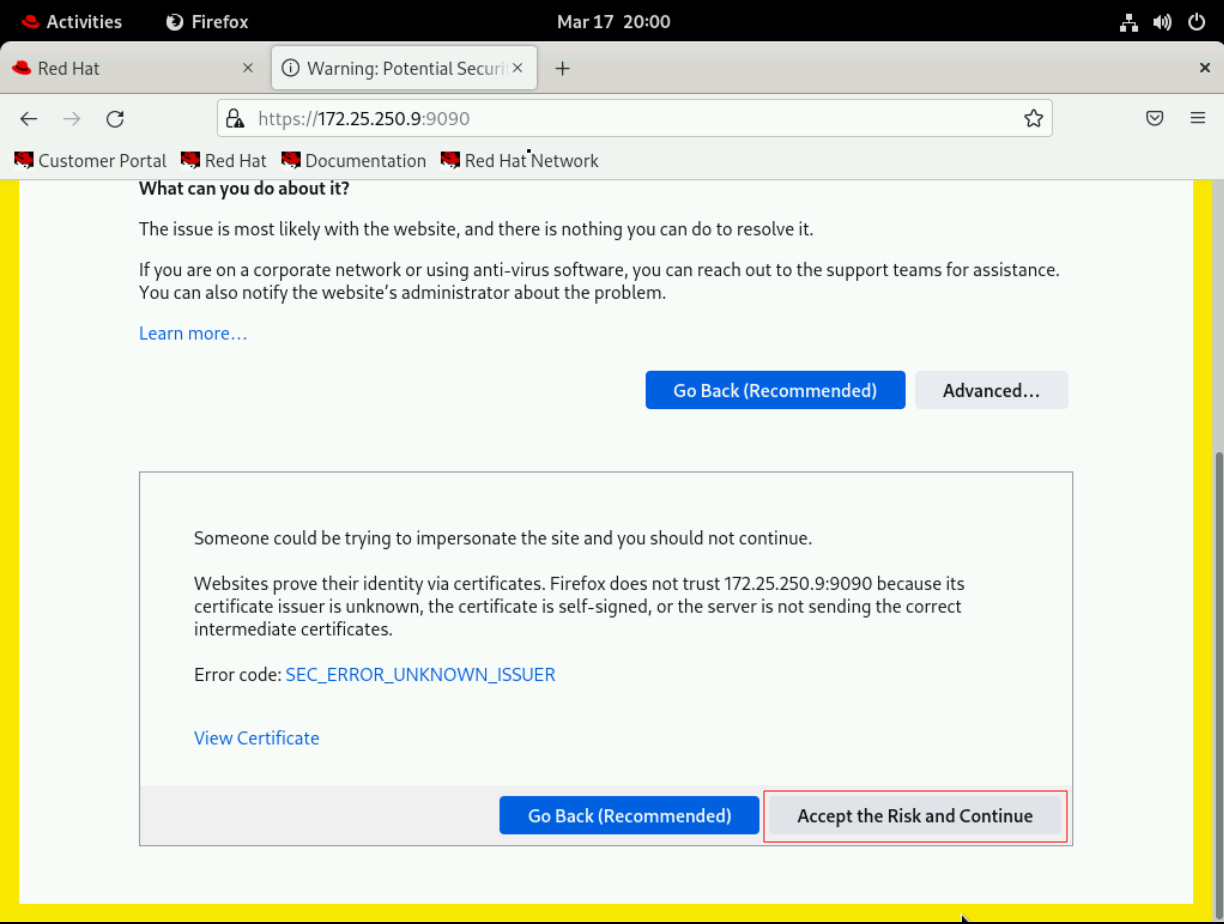 Activities Firefox Mar 17 20:00
Red Hat Warning: Potential Securi
https://172.25.250.9:9090
Customer Portal Red Hat Documentation Red Hat Network
What can you do about it?
The issue is most likely with the website, and there is nothing you can do to resolve it.
If you are on a corporate network or using anti-virus software, you can reach out to the support teams for assistance.
You can also notify the website’s administrator about the problem.
Learn more…
Go Back (Recommended) Advanced…
Someone could be trying to impersonate the site and you should not continue.
Websites prove their identity via certificates. Firefox does not trust 172.25.250.9:9090 because its
certificate issuer is unknown, the certificate is self-signed, or the server is not sending the correct
intermediate certificates.
Error code: SEC_ERROR_UNKNOWN_ISSUER
View Certificate
Go Back (Recommended) Accept the Risk and Continue